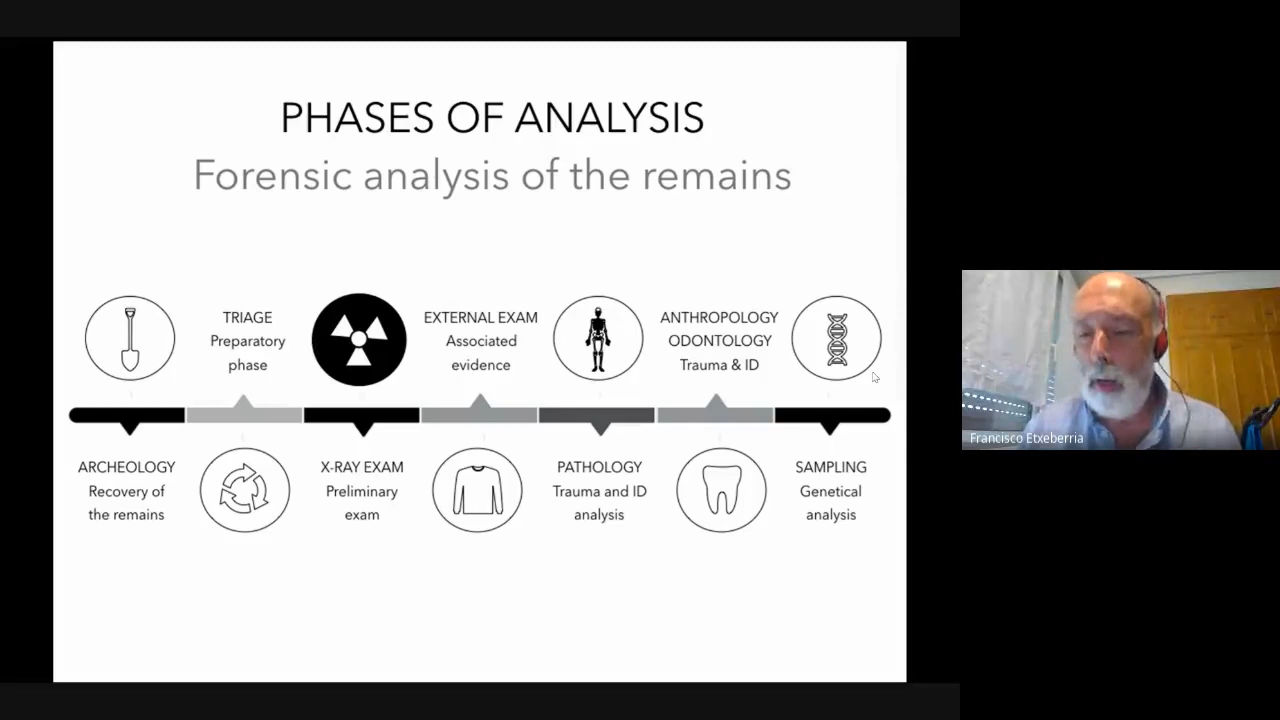 PHASES OF ANALYSIS
Forensic analysis of the remains
TRIAGE
Preparatory
phase
EXTERNAL EXAM
Associated
evidence
ANTHROPOLOGY
ODONTOLOGY
Trauma & ID
ARCHEOLOGY
Recovery of
the remains
X-RAY EXAM
Preliminary
exam
PATHOLOGY
Trauma and ID
analysis
SAMPLING
Genetical
analysis
Francisco Etxeberria